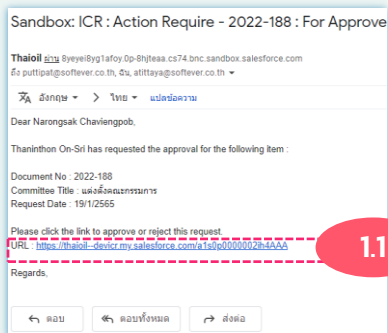 Sandbox: ICR : Action Require - 2022-188 : For Approve
Thaioil ผ่าน 8yeyei8yg1afoy.0p-8hjteaa.cs74.bnc.sandbox.salesforce.com
ถึง puttipat@softever.co.th, ฉัน, atittaya@softever.co.th
อังกฤษ > ไทย แปลข้อความ
Dear Narongsak Chaviengpob,
Thaninthon On-Sri has requested the approval for the following item :
Document No : 2022-188
Committee Title : แต่งตั้งคณะกรรมการ
Request Date : 19/1/2565
Please click the link to approve or reject this request.
URL : https://thaioil--devicr.my.salesforce.com/a1s0p0000002ih4AAA
1.1
Regards,
ตอบ ตอบทั้งหมด ส่งต่อ